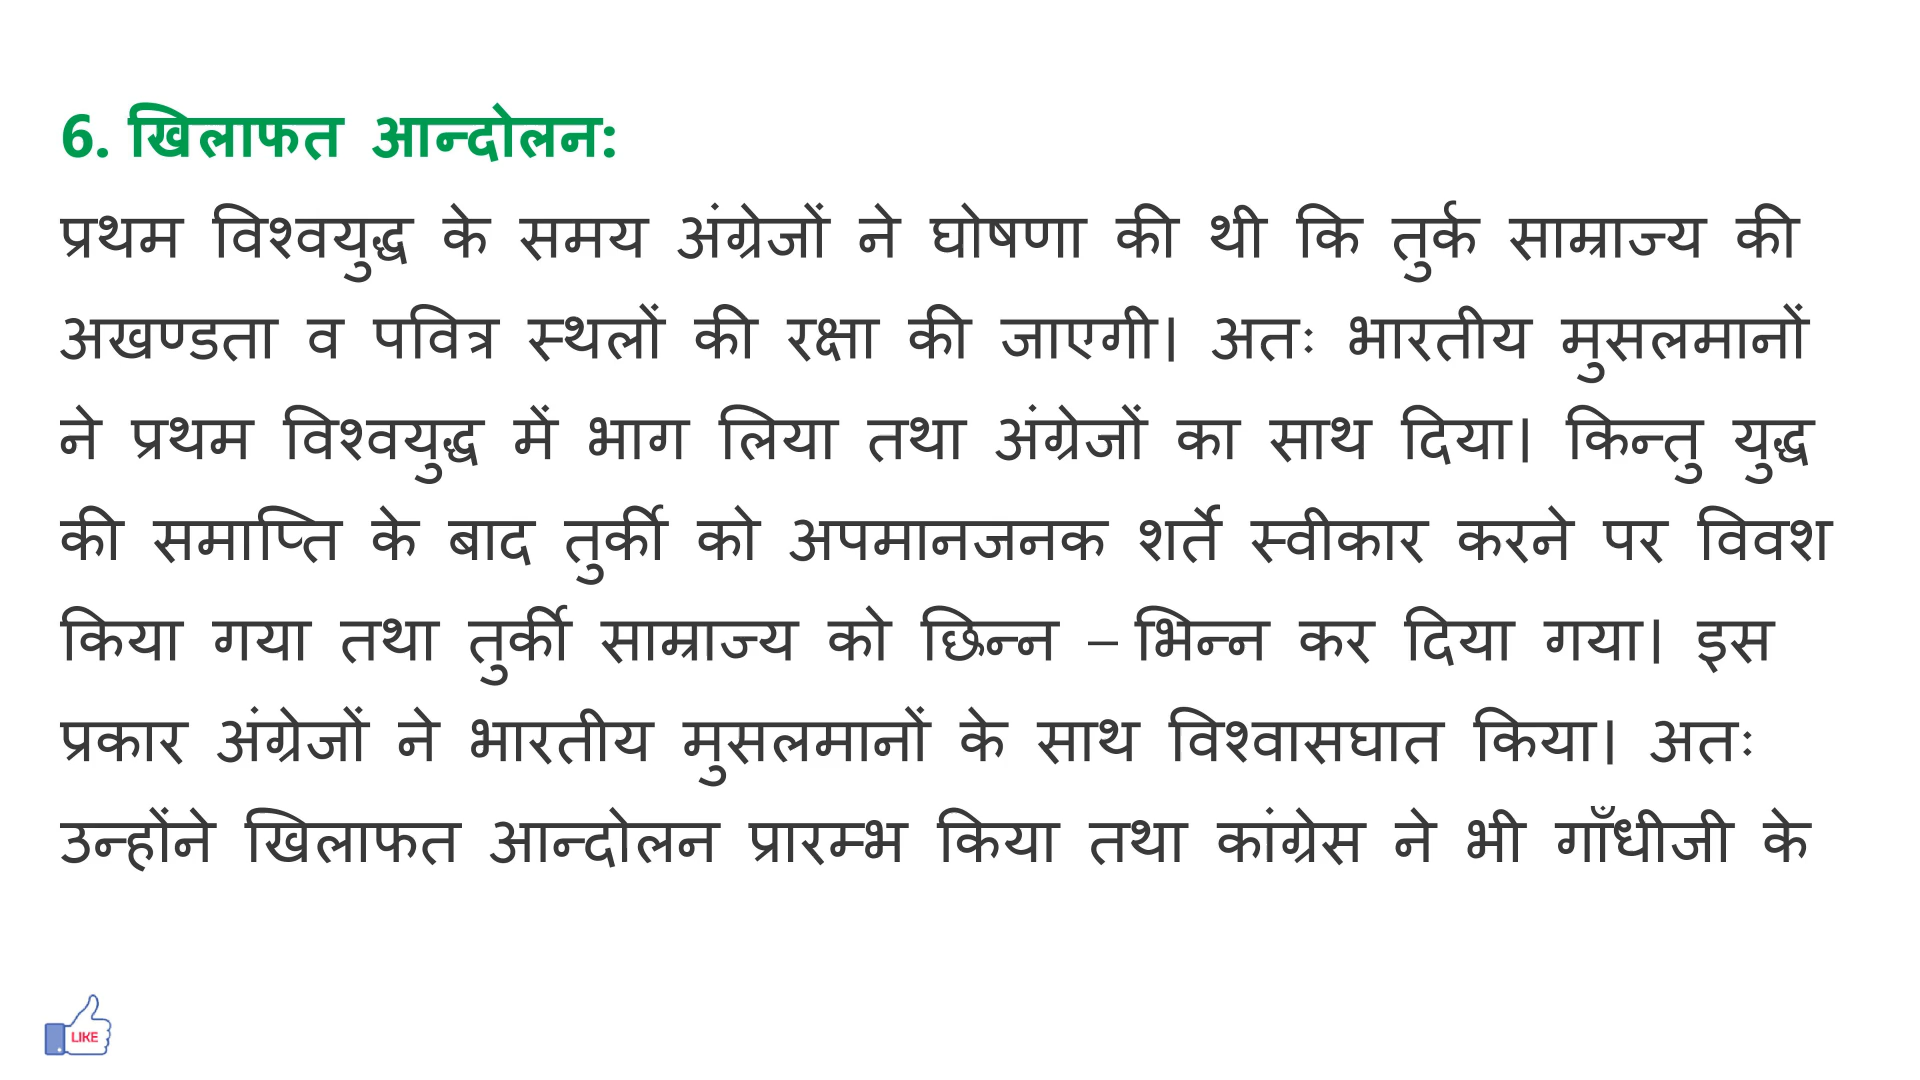 6. खिलाफत आन्दोलन:
प्रथम विश्वयुद्ध के समय अंग्रेजों ने घोषणा की थी कि तुर्क साम्राज्य की
अखण्डता व पवित्र स्थलों की रक्षा की जाएगी। अतः भारतीय मुसलमानों
ने प्रथम विश्वयुद्ध में भाग लिया तथा अंग्रेजों का साथ दिया। किन्तु युद्ध
की समाप्ति के बाद तुर्की को अपमानजनक शर्ते स्वीकार करने पर विवश
किया गया तथा तुर्की साम्राज्य को छिन्न – भिन्न कर दिया गया। इस
प्रकार अंग्रेजों ने भारतीय मुसलमानों के साथ विश्वासघात किया। अतः
उन्होंने खिलाफत आन्दोलन प्रारम्भ किया तथा कांग्रेस ने भी गाँधीजी के
LIKE